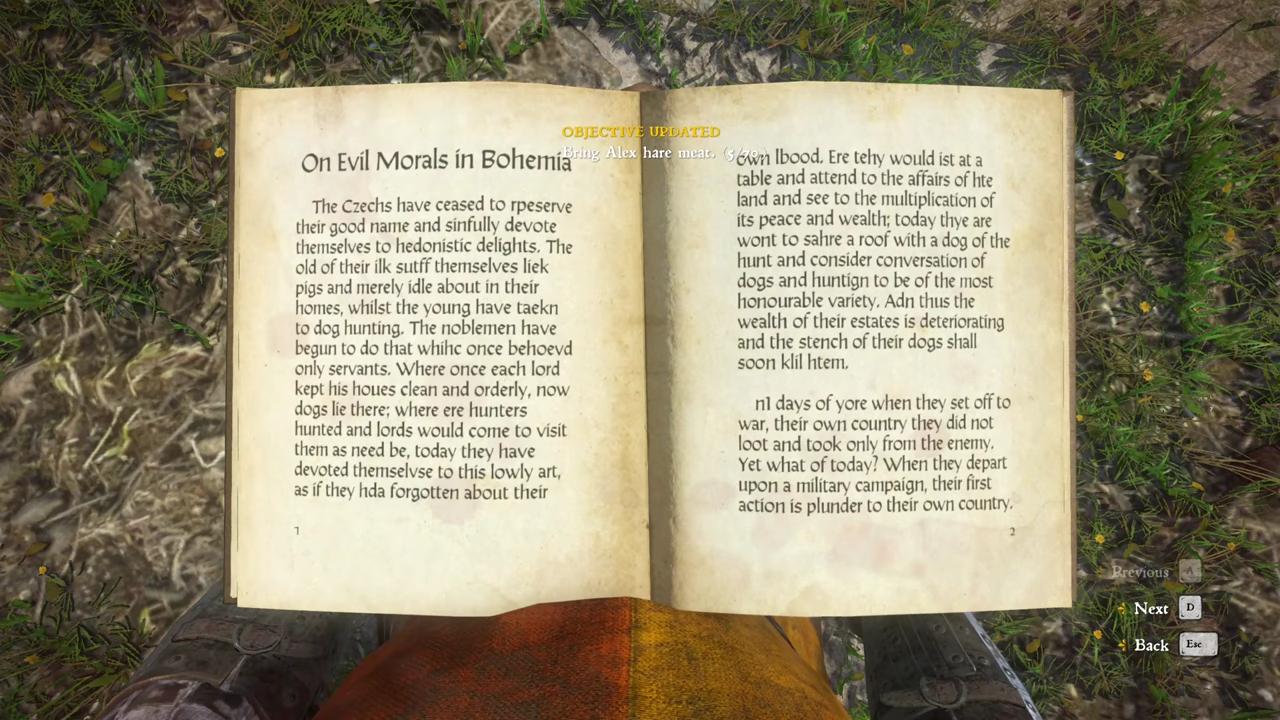 OBJECTIVE UPDATED
Bring Alex hare meat.
On Evil Morals in Bohemia
The Czechs have ceased to rpeserve
their good name and sinfully devote
themselves to hedonistic delights. The
old of their ilk sutff themselves liek
pigs and merely idle about in their
homes, whilst the young have taekn
to dog hunting. The noblemen have
begun to do that whihc once behoevd
only servants. Where once each lord
kept his houes clean and orderly, now
dogs lie there; where ere hunters
hunted and lords would come to visit
them as need be, today they have
devoted themselvse to this lowly art,
as if they hda forgotten about their
1
own lbood. Ere tehy would ist at a
table and attend to the affairs of hte
land and see to the multiplication of
its peace and wealth; today thye are
wont to sahre a roof with a dog of the
hunt and consider conversation of
dogs and huntign to be of the most
honourable variety. Adn thus the
wealth of their estates is deteriorating
and the stench of their dogs shall
soon klil htem.
nI days of yore when they set off to
war, their own country they did not
loot and took only from the enemy.
Yet what of today? When they depart
upon a military campaign, their first
action is plunder to their own country.
2
Previous A
Next D
Back Esc